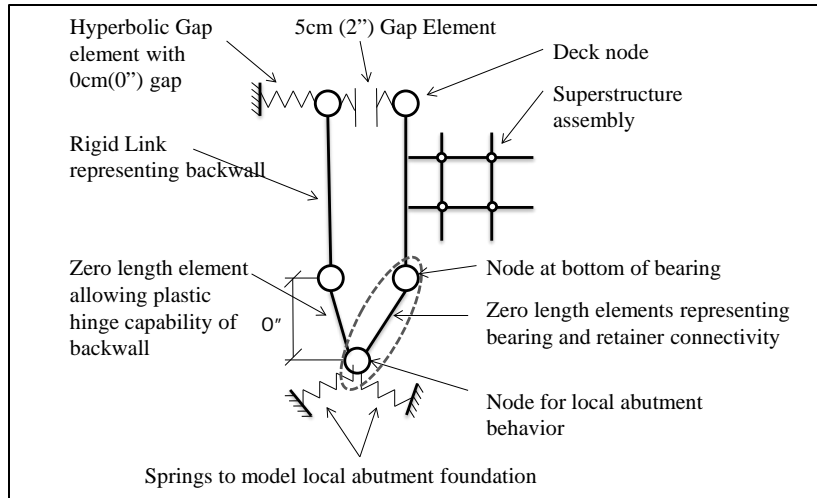 Hyperbolic Gap
element with
0cm(0”) gap
5cm (2”) Gap Element
Deck node
Superstructure
assembly
Rigid Link
representing backwall
Zero length element
allowing plastic
hinge capability of
backwall
0"
Node at bottom of bearing
Zero length elements representing
bearing and retainer connectivity
Node for local abutment
behavior
Springs to model local abutment foundation